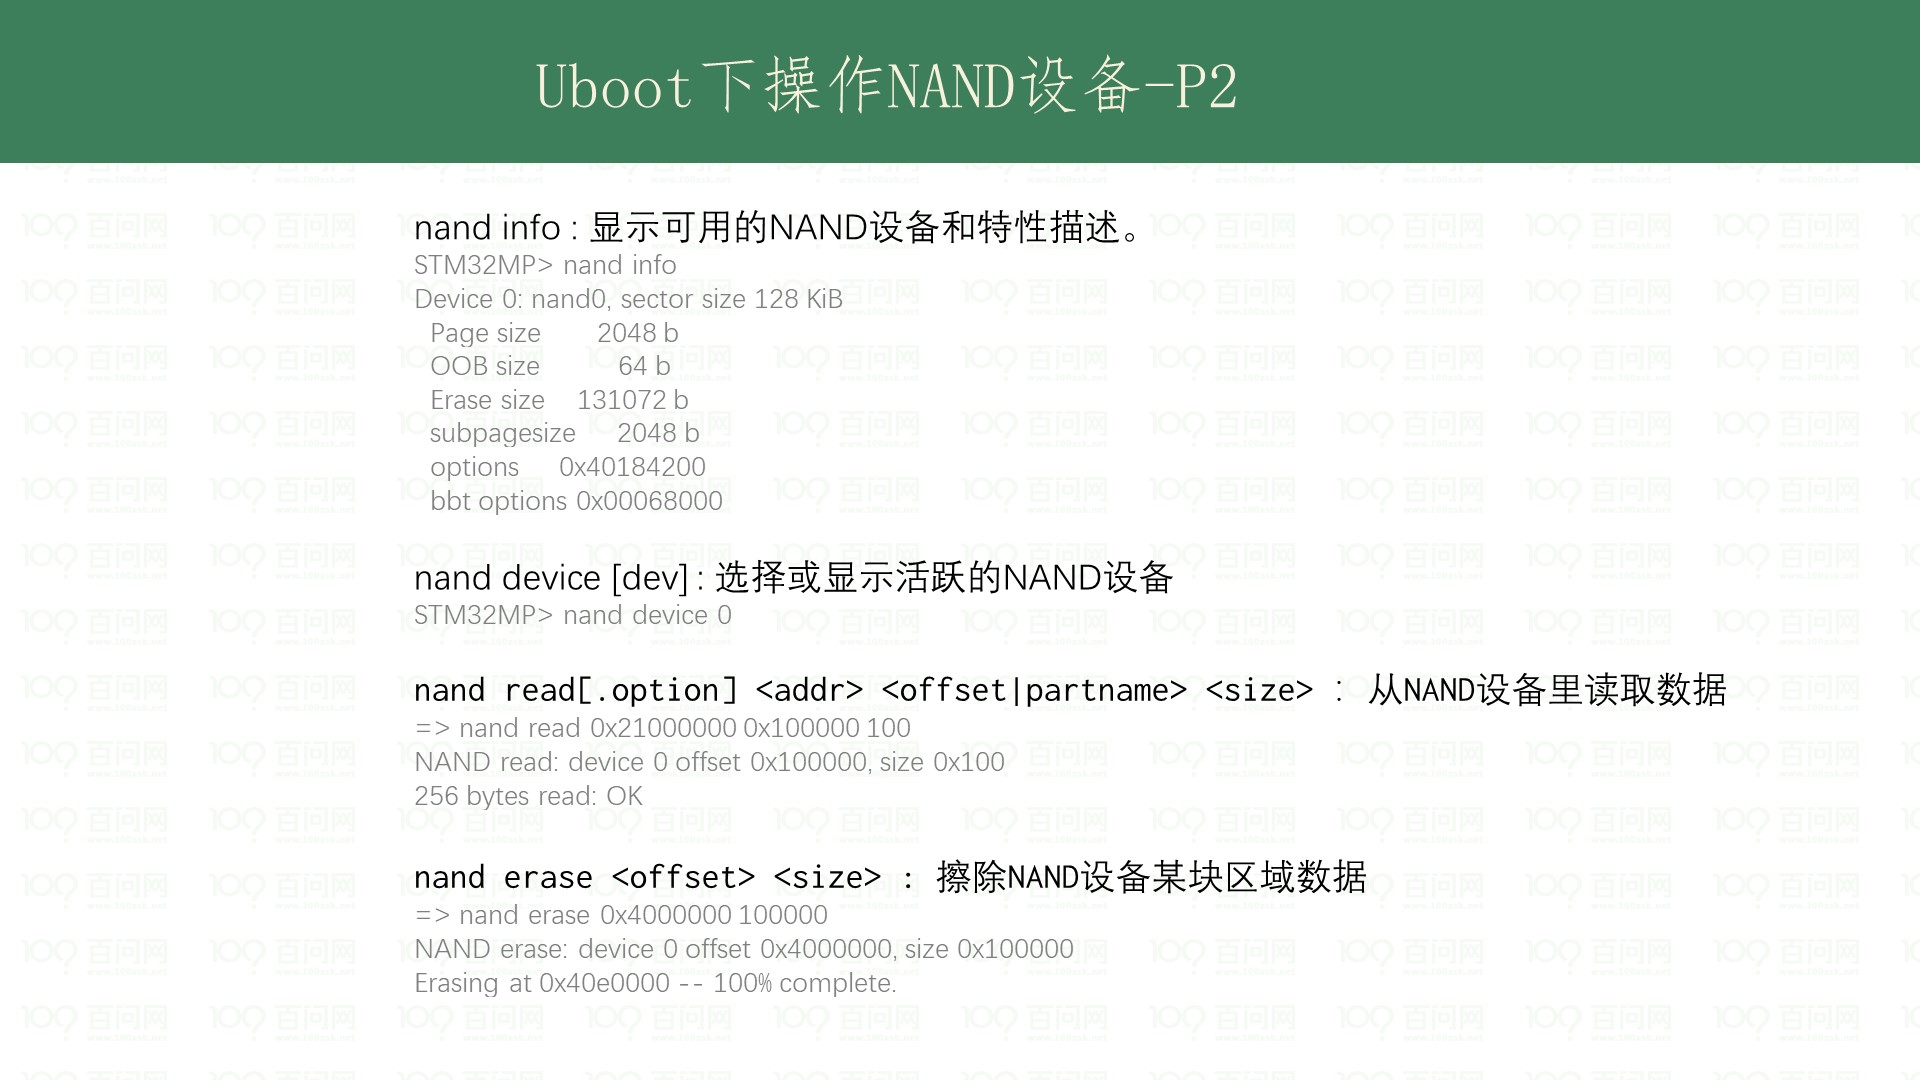 Uboot下操作NAND设备-P2
nand info : 显示可用的NAND设备和特性描述。
STM32MP> nand info
Device 0: nand0, sector size 128 KiB
Page size 2048 b
OOB size 64 b
Erase size 131072 b
subpagesize 2048 b
options 0x40184200
bbt options 0x00068000
nand device [dev] : 选择或显示活跃的NAND设备
STM32MP> nand device 0
nand read[.option] <addr> <offset|partname> <size> : 从NAND设备里读取数据
=> nand read 0x21000000 0x100000 100
NAND read: device 0 offset 0x100000, size 0x100
256 bytes read: OK
nand erase <offset> <size> : 擦除NAND设备某块区域数据
=> nand erase 0x4000000 100000
NAND erase: device 0 offset 0x4000000, size 0x100000
Erasing at 0x40e0000 -- 100% complete.